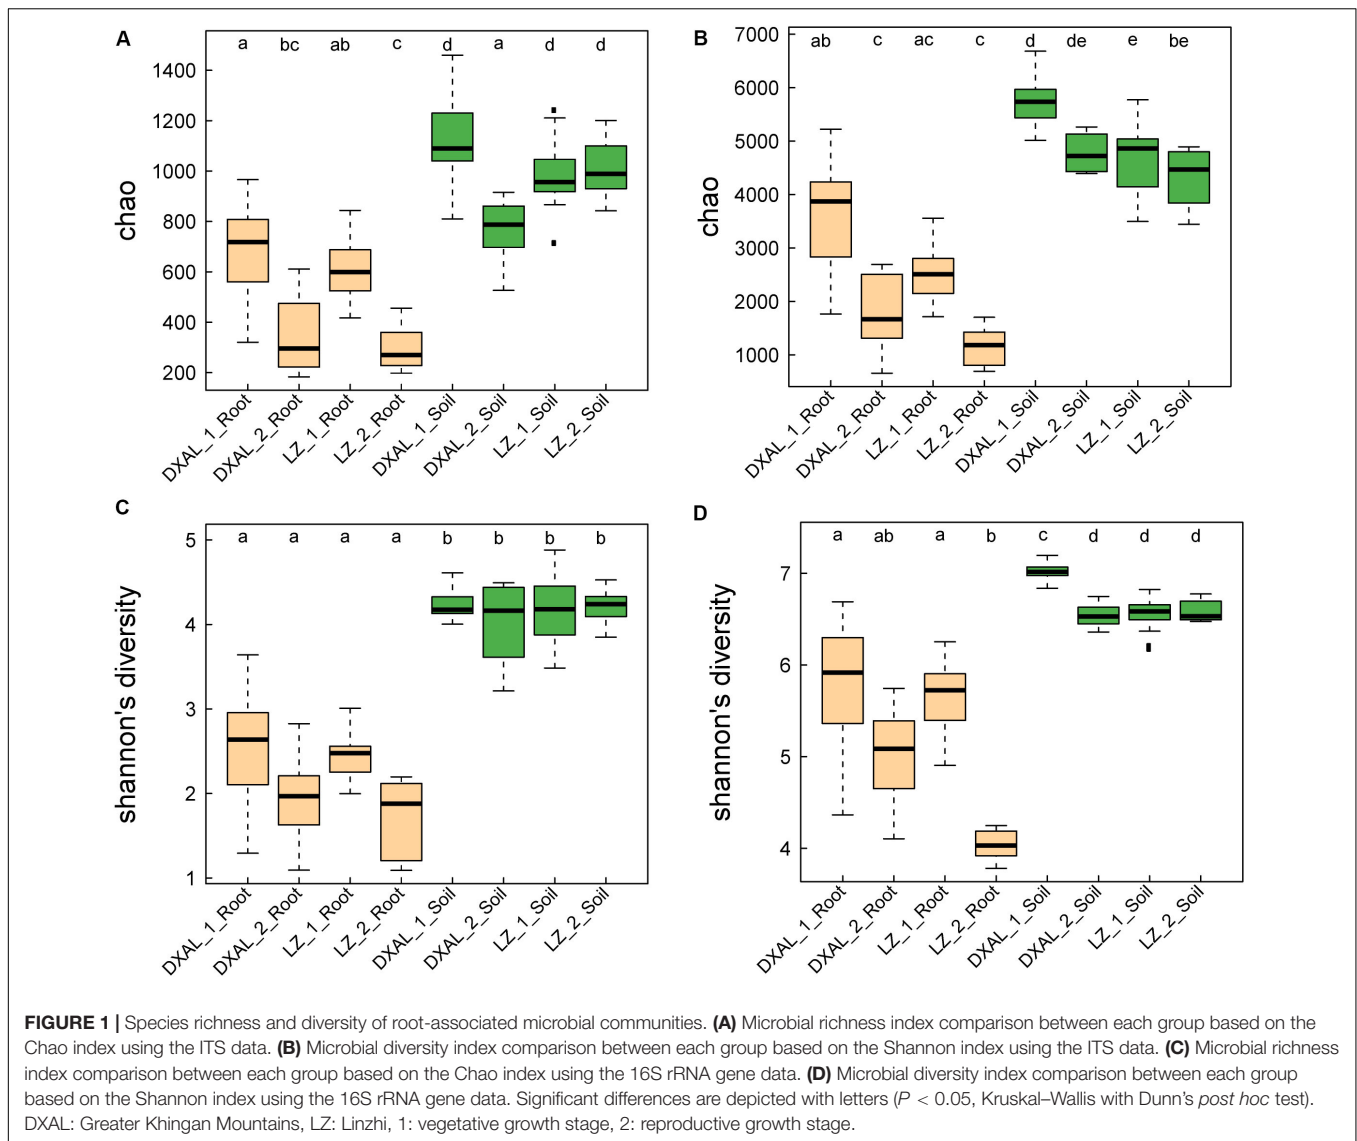 A
a bc ab c d a d d
chao
1400
1200
1000
800
600
400
200
DXAL_1_Root
DXAL_2_Root
LZ_1_Root
LZ_2_Root
DXAL_1_Soil
DXAL_2_Soil
LZ_1_Soil
LZ_2_Soil
B
ab c ac c d de e be
chao
7000
6000
5000
4000
3000
2000
1000
DXAL_1_Root
DXAL_2_Root
LZ_1_Root
LZ_2_Root
DXAL_1_Soil
DXAL_2_Soil
LZ_1_Soil
LZ_2_Soil
C
a a a a b b b b
shannon's diversity
5
4
3
2
1
DXAL_1_Root
DXAL_2_Root
LZ_1_Root
LZ_2_Root
DXAL_1_Soil
DXAL_2_Soil
LZ_1_Soil
LZ_2_Soil
D
a ab a b c d d d
shannon's diversity
7
6
5
4
DXAL_1_Root
DXAL_2_Root
LZ_1_Root
LZ_2_Root
DXAL_1_Soil
DXAL_2_Soil
LZ_1_Soil
LZ_2_Soil
FIGURE 1 | Species richness and diversity of root-associated microbial communities. (A) Microbial richness index comparison between each group based on the
Chao index using the ITS data. (B) Microbial diversity index comparison between each group based on the Shannon index using the ITS data. (C) Microbial richness
index comparison between each group based on the Chao index using the 16S rRNA gene data. (D) Microbial diversity index comparison between each group
based on the Shannon index using the 16S rRNA gene data. Significant differences are depicted with letters (P < 0.05, Kruskal–Wallis with Dunn's post hoc test).
DXAL: Greater Khingan Mountains, LZ: Linzhi, 1: vegetative growth stage, 2: reproductive growth stage.